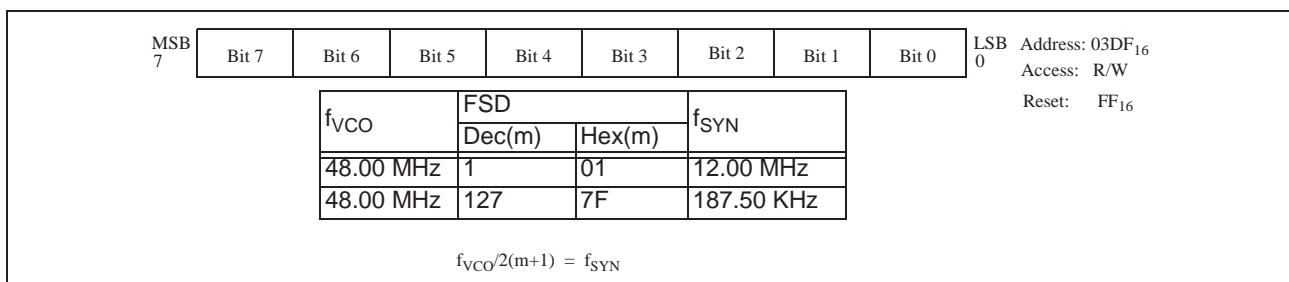 MSB Bit 7 Bit 6 Bit 5 Bit 4 Bit 3 Bit 2 Bit 1 Bit 0 LSB Address: 03DF16
7 0 Access: R/W
Reset: FF16
fVCO FSD fSYN
Dec(m) Hex(m)
48.00 MHz 1 01 12.00 MHz
48.00 MHz 127 7F 187.50 KHz
fVCO/2(m+1) = fSYN